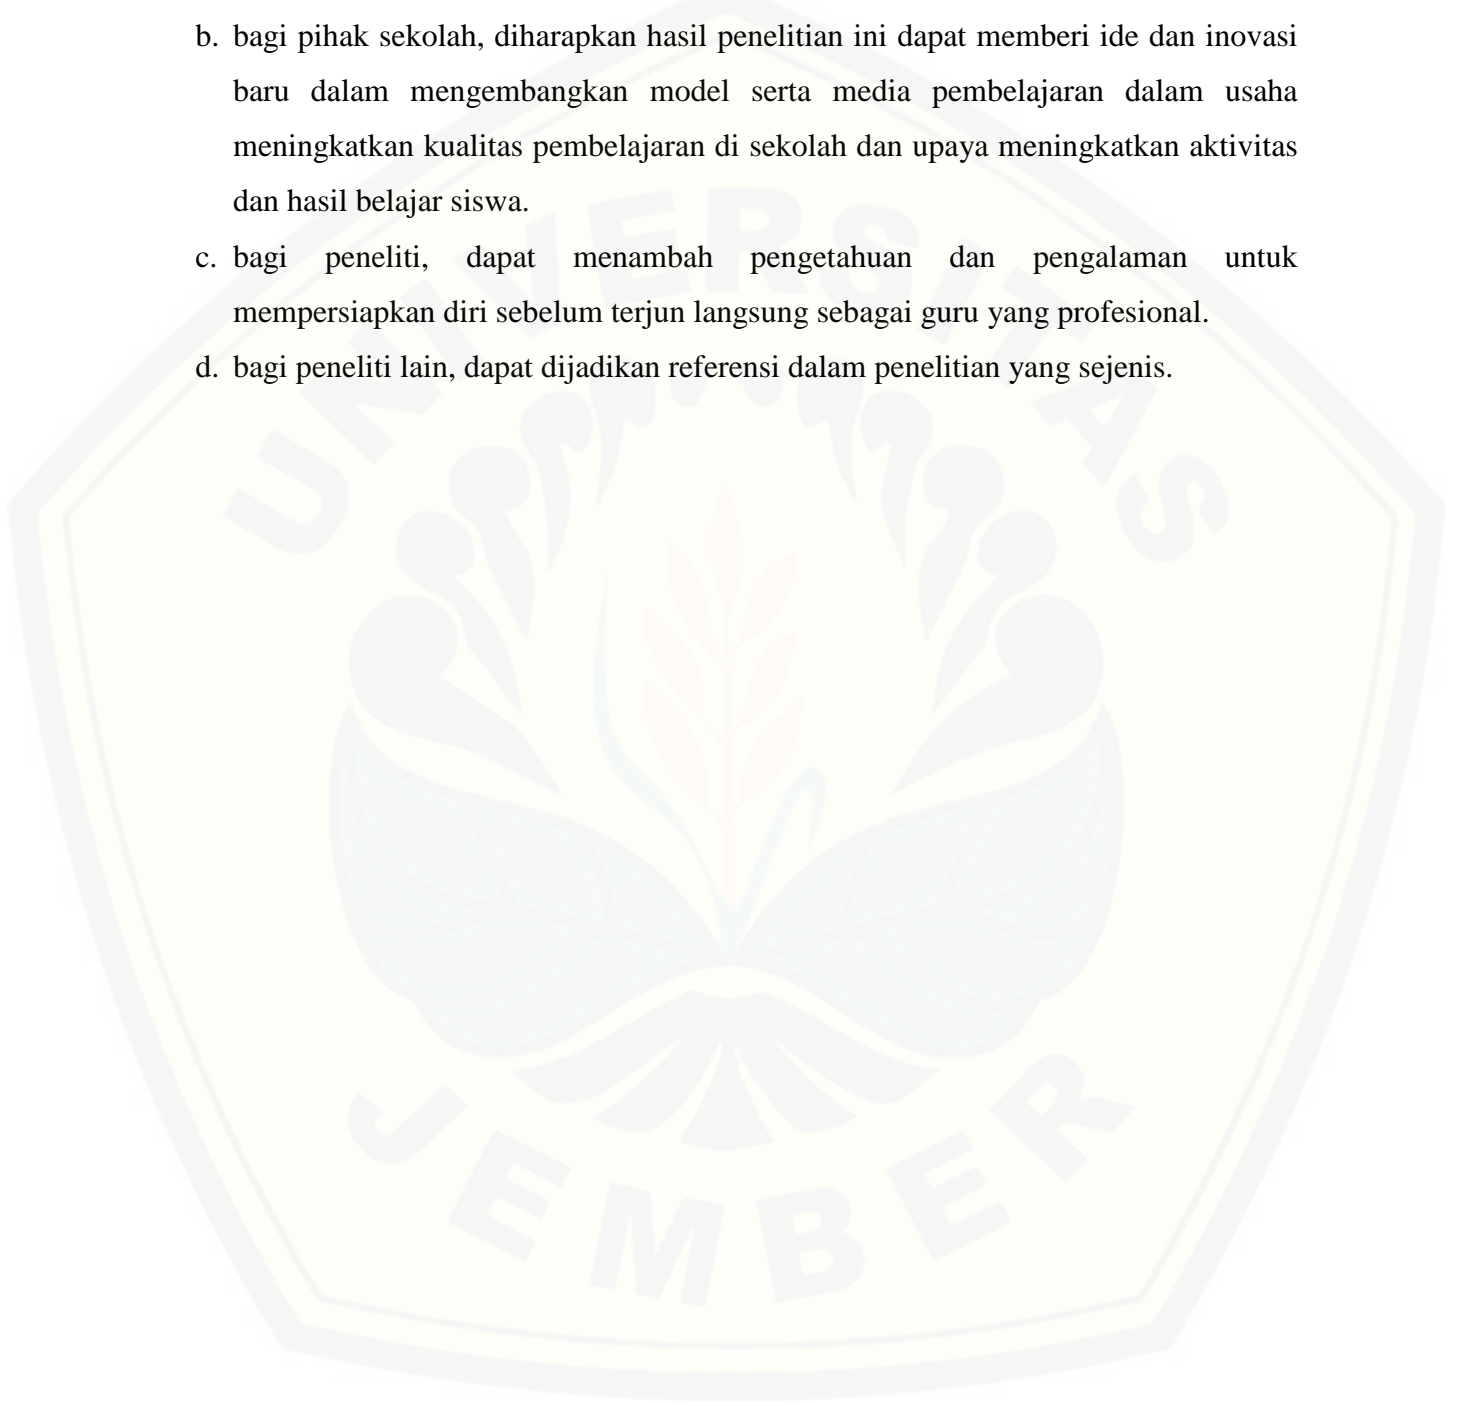 b. bagi pihak sekolah, diharapkan hasil penelitian ini dapat memberi ide dan inovasi
baru dalam mengembangkan model serta media pembelajaran dalam usaha
meningkatkan kualitas pembelajaran di sekolah dan upaya meningkatkan aktivitas
dan hasil belajar siswa.
c. bagi peneliti, dapat menambah pengetahuan dan pengalaman untuk
mempersiapkan diri sebelum terjun langsung sebagai guru yang profesional.
d. bagi peneliti lain, dapat dijadikan referensi dalam penelitian yang sejenis.
UNIVERSITAS
JEMBER